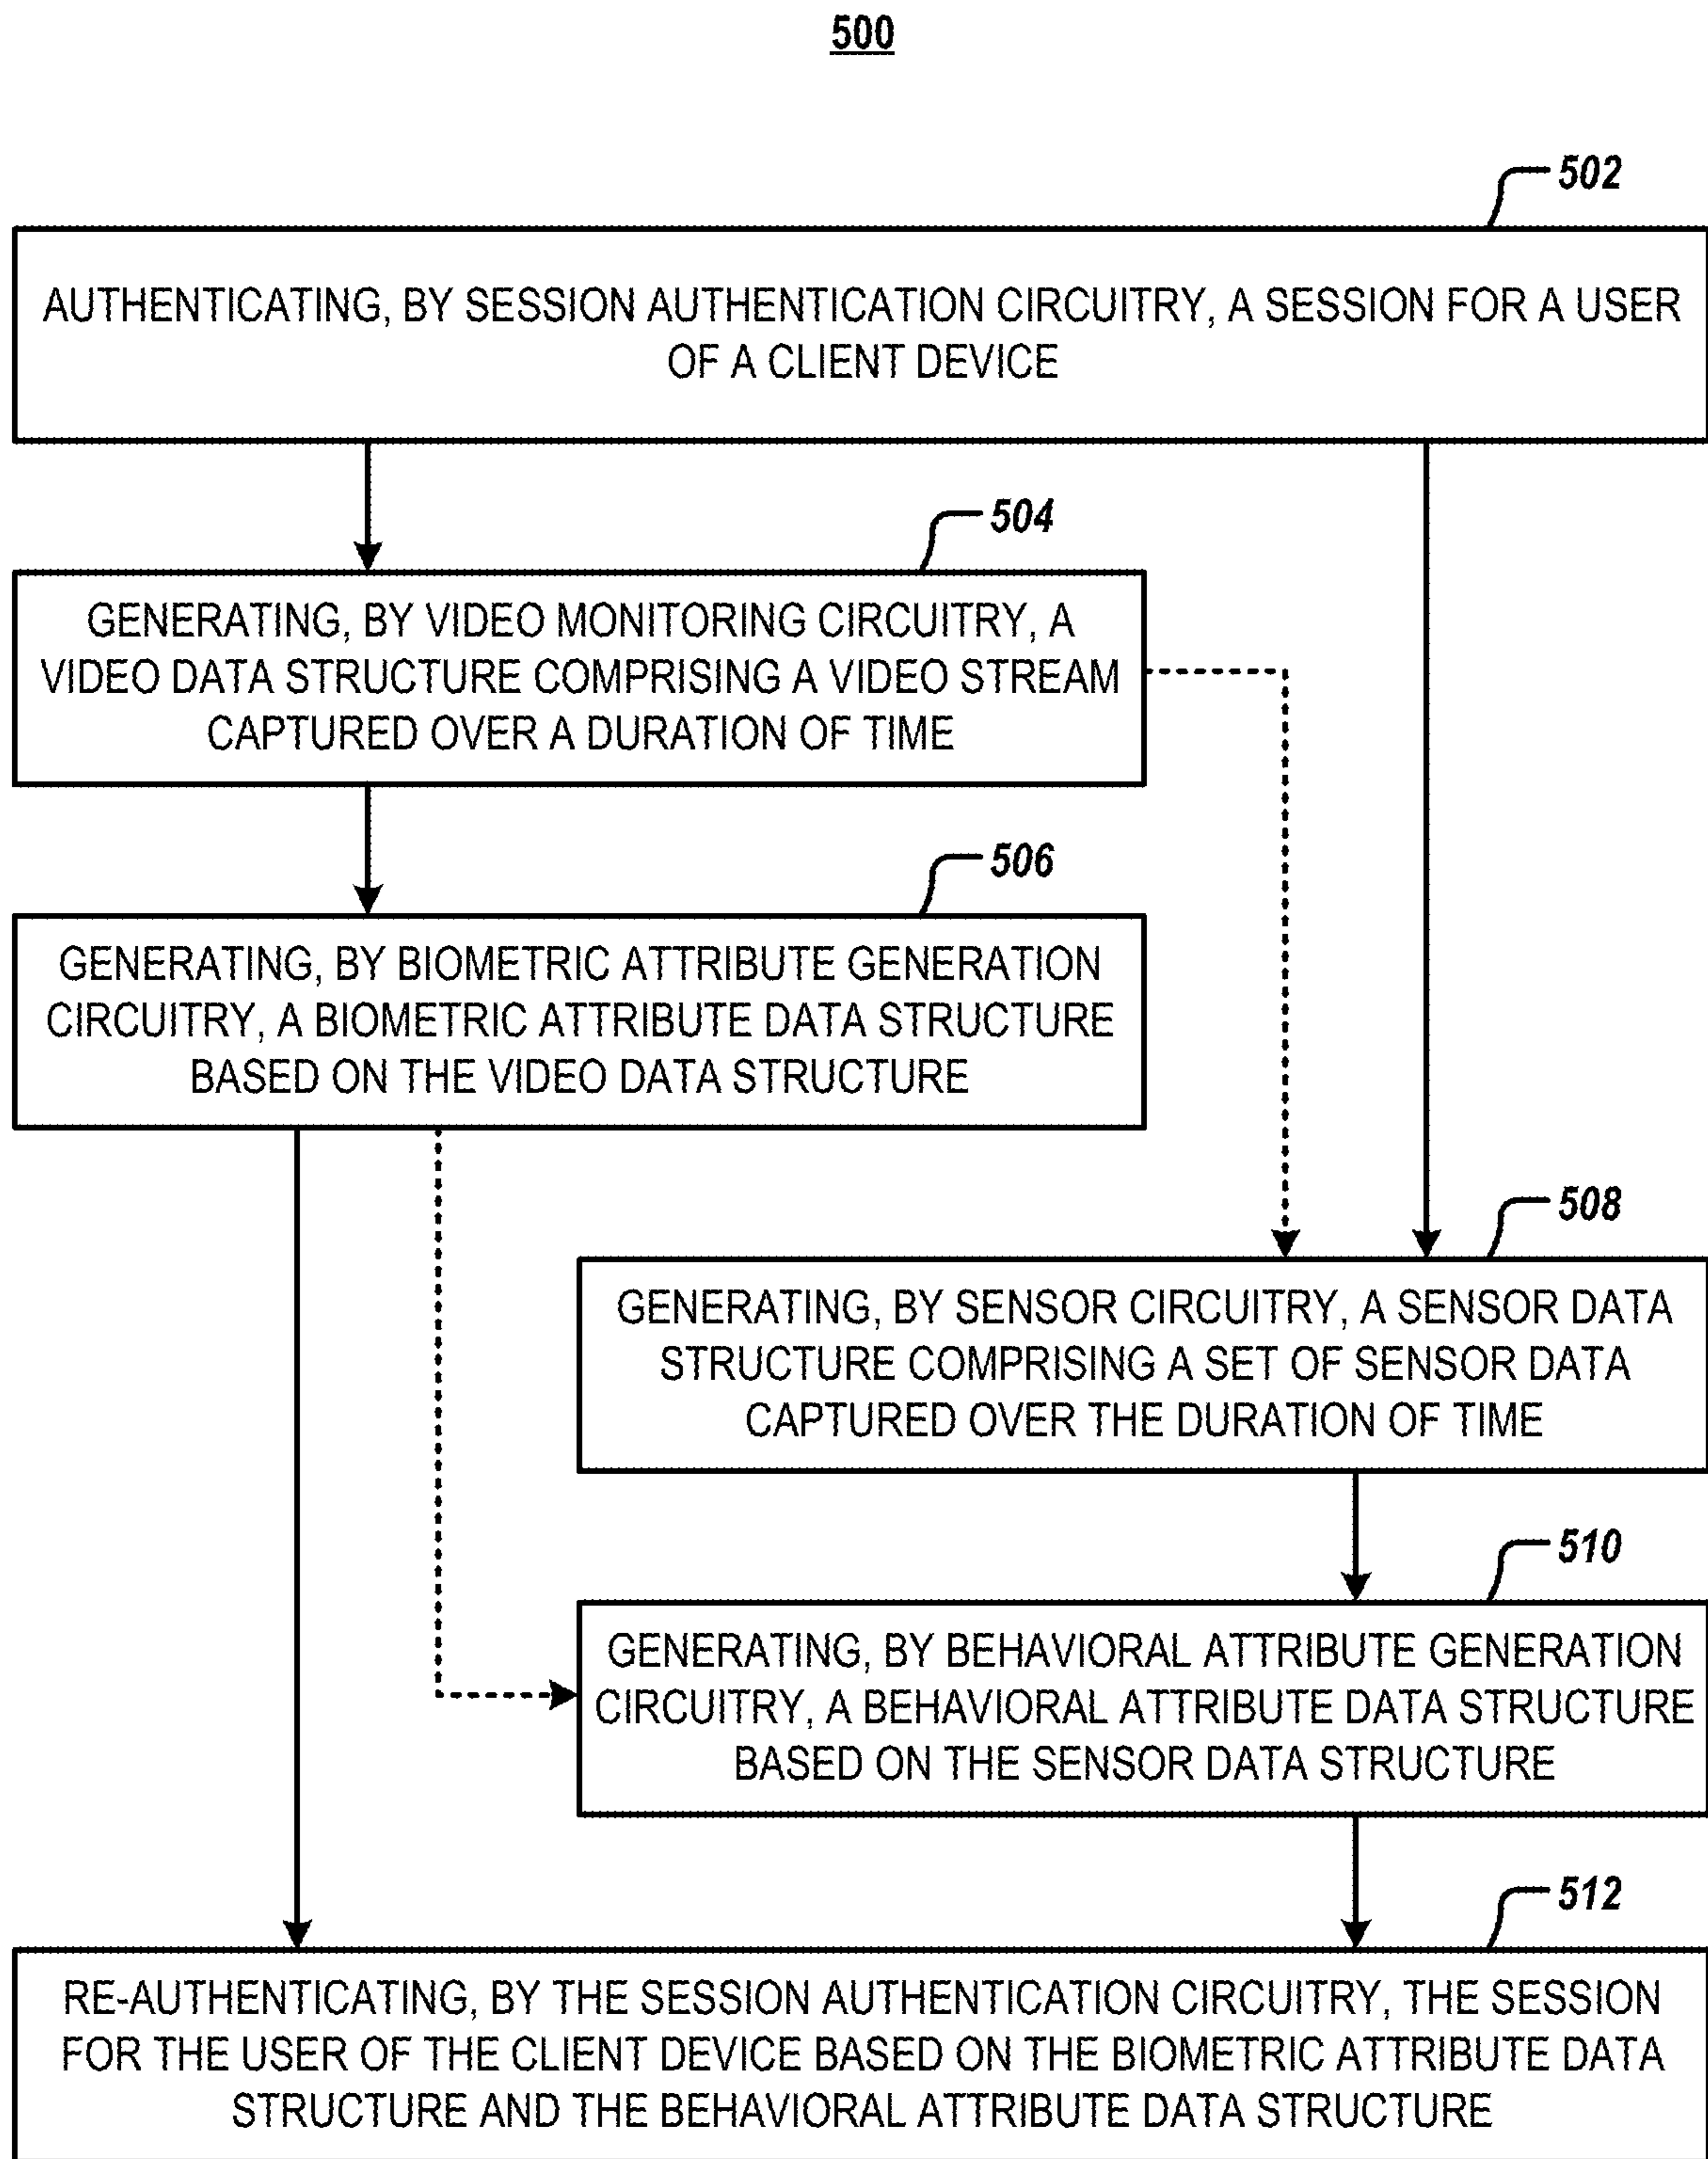 500
502
AUTHENTICATING, BY SESSION AUTHENTICATION CIRCUITRY, A SESSION FOR A USER
OF A CLIENT DEVICE
504
GENERATING, BY VIDEO MONITORING CIRCUITRY, A
VIDEO DATA STRUCTURE COMPRISING A VIDEO STREAM
CAPTURED OVER A DURATION OF TIME
506
GENERATING, BY BIOMETRIC ATTRIBUTE GENERATION
CIRCUITRY, A BIOMETRIC ATTRIBUTE DATA STRUCTURE
BASED ON THE VIDEO DATA STRUCTURE
508
GENERATING, BY SENSOR CIRCUITRY, A SENSOR DATA
STRUCTURE COMPRISING A SET OF SENSOR DATA
CAPTURED OVER THE DURATION OF TIME
510
GENERATING, BY BEHAVIORAL ATTRIBUTE GENERATION
CIRCUITRY, A BEHAVIORAL ATTRIBUTE DATA STRUCTURE
BASED ON THE SENSOR DATA STRUCTURE
512
RE-AUTHENTICATING, BY THE SESSION AUTHENTICATION CIRCUITRY, THE SESSION
FOR THE USER OF THE CLIENT DEVICE BASED ON THE BIOMETRIC ATTRIBUTE DATA
STRUCTURE AND THE BEHAVIORAL ATTRIBUTE DATA STRUCTURE